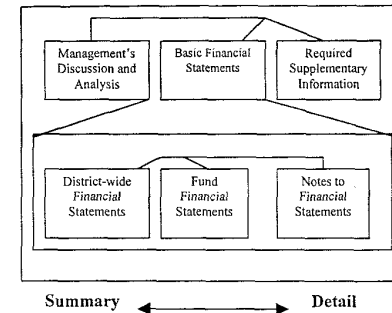 Management's
Discussion and
Analysis
Basic Financial
Statements
Required
Supplementary
Information
District-wide
Financial
Statements
Fund
Financial
Statements
Notes to
Financial
Statements
Summary
Detail